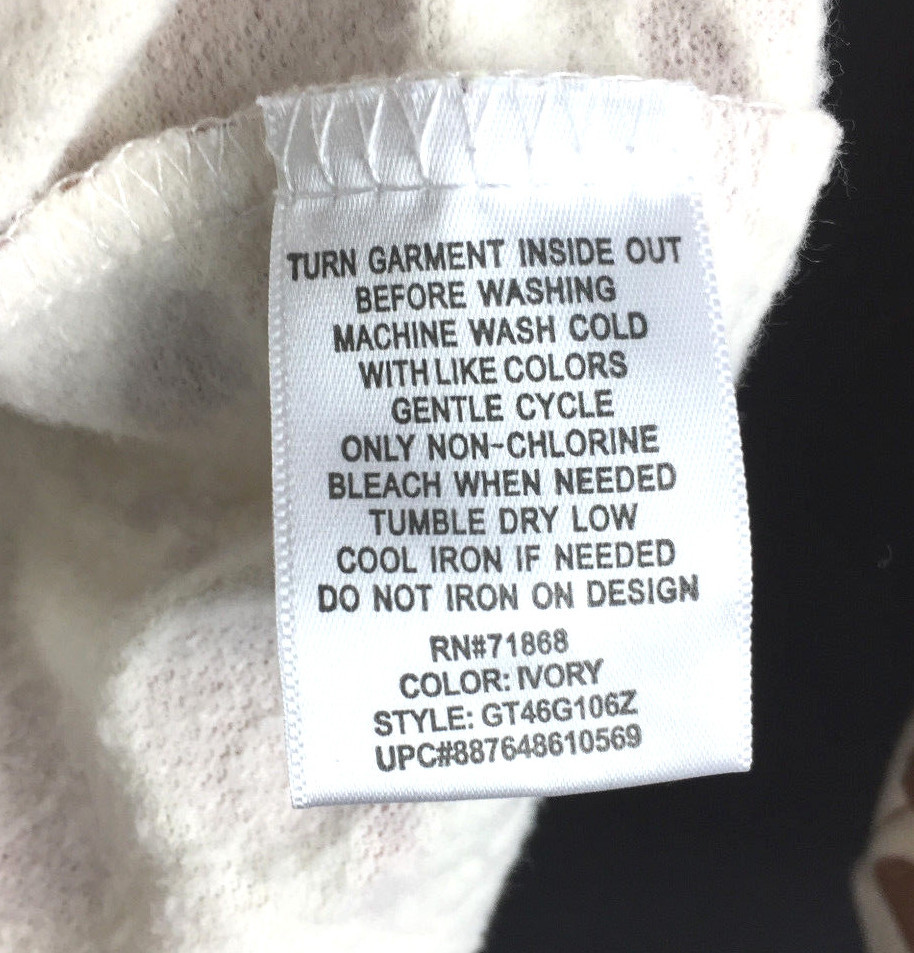 TURN GARMENT INSIDE OUT
BEFORE WASHING
MACHINE WASH COLD
WITH LIKE COLORS
GENTLE CYCLE
ONLY NON-CHLORINE
BLEACH WHEN NEEDED
TUMBLE DRY LOW
COOL IRON IF NEEDED
DO NOT IRON ON DESIGN
RN#71868
COLOR: IVORY
STYLE: GT46G106Z
UPC#887648610569